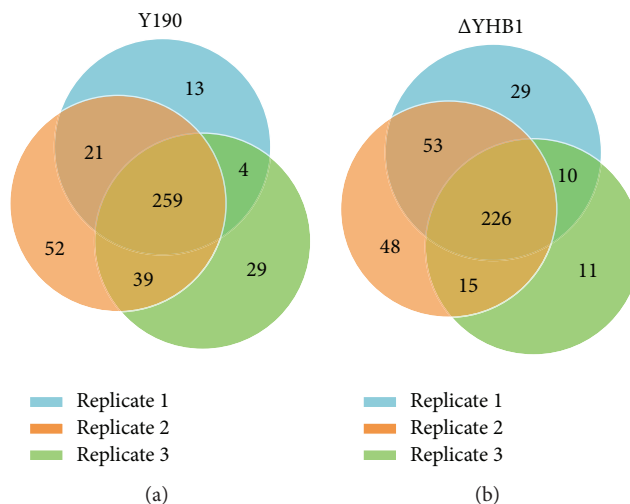 Y190
13
21
4
259
52
39
29
Replicate 1
Replicate 2
Replicate 3
(a)
ΔYHB1
29
53
10
226
48
15
11
Replicate 1
Replicate 2
Replicate 3
(b)